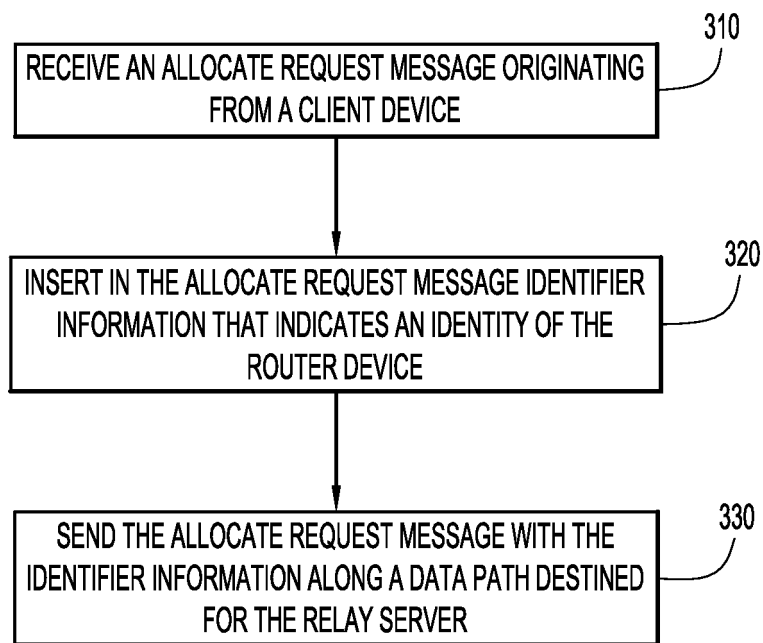 310
RECEIVE AN ALLOCATE REQUEST MESSAGE ORIGINATING
FROM A CLIENT DEVICE
320
INSERT IN THE ALLOCATE REQUEST MESSAGE IDENTIFIER
INFORMATION THAT INDICATES AN IDENTITY OF THE
ROUTER DEVICE
330
SEND THE ALLOCATE REQUEST MESSAGE WITH THE
IDENTIFIER INFORMATION ALONG A DATA PATH DESTINED
FOR THE RELAY SERVER